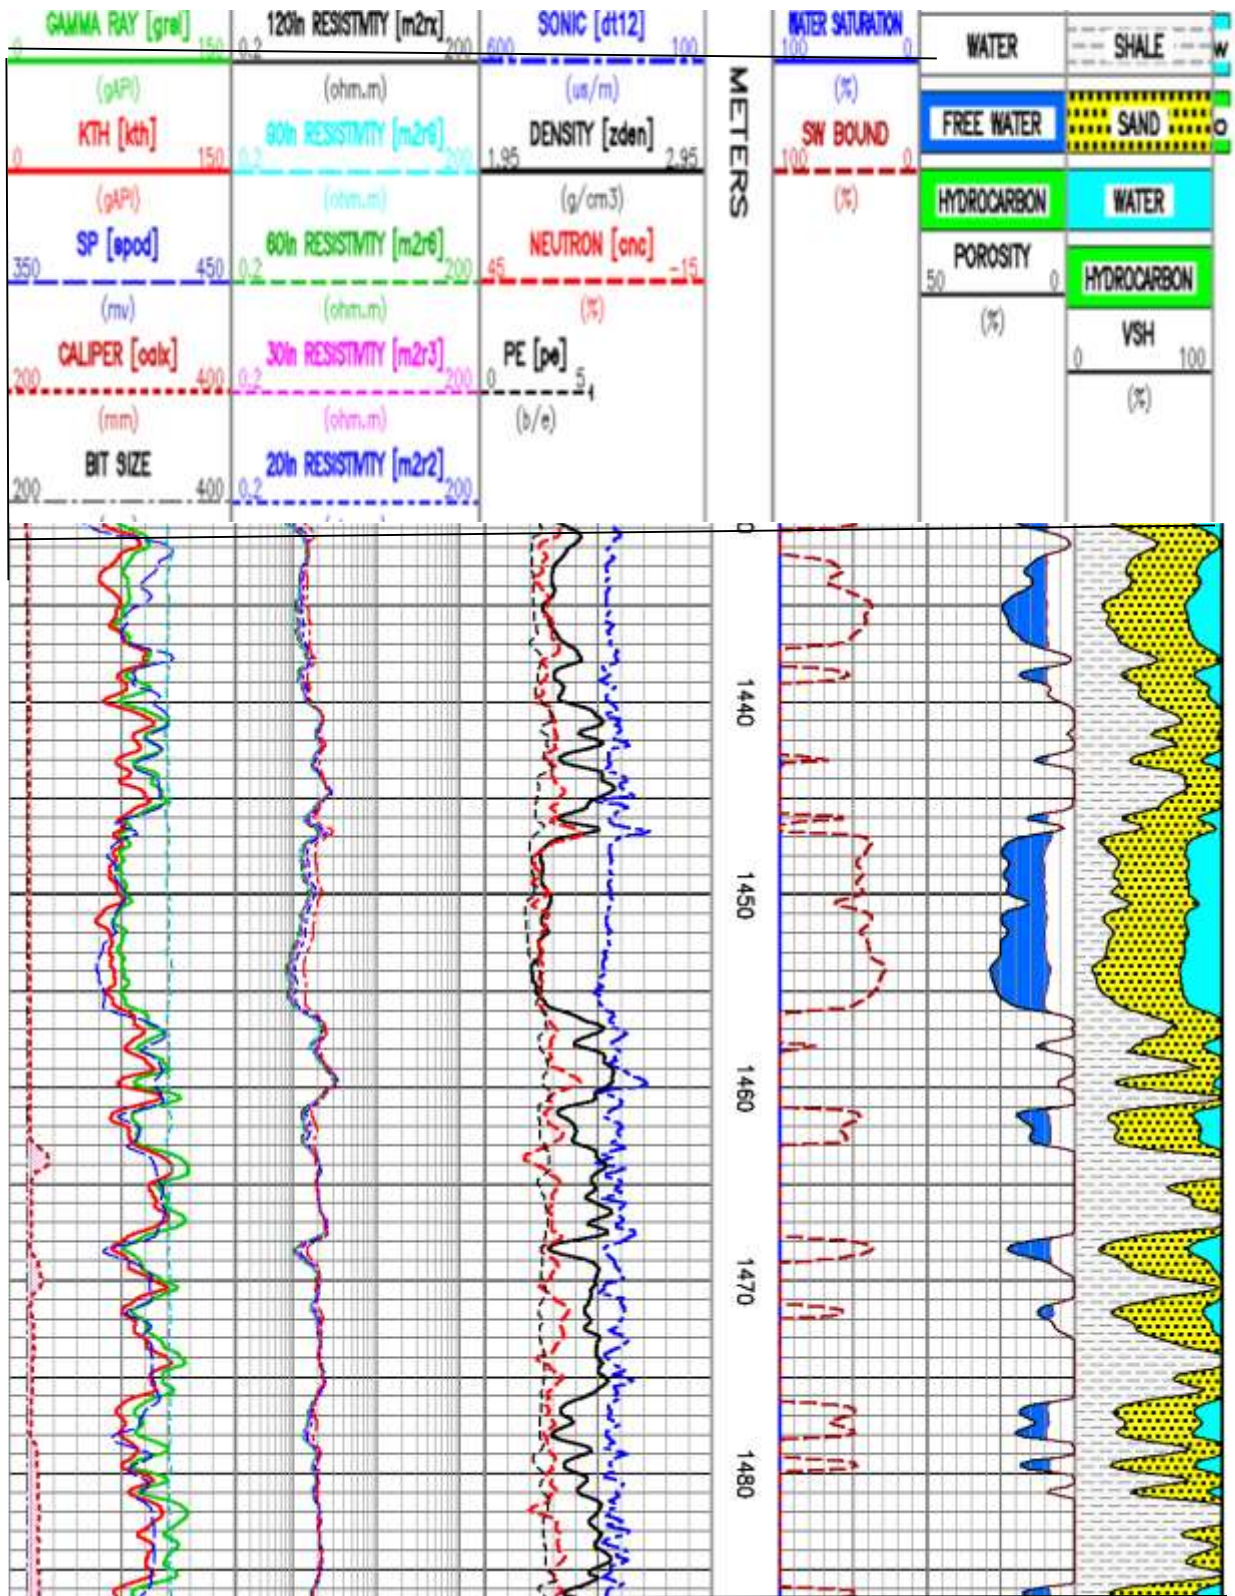 GAMMA RAY [grsl]
0 150
(gAPI)
KTH [kth]
0 150
(gAPI)
SP [spcd]
350 450
(mv)
CALIPER [calx]
200 400
(mm)
BIT SIZE
200 400
120in RESISTIVITY [m2rx]
0.2 200
(ohm.m)
90in RESISTIVITY [m2r9]
0.2 200
(ohm.m)
60in RESISTIVITY [m2r6]
0.2 200
(ohm.m)
30in RESISTIVITY [m2r3]
0.2 200
(ohm.m)
20in RESISTIVITY [m2r2]
0.2 200
SONIC [dt12]
600 100
(us/m)
DENSITY [zden]
1.95 2.95
(g/cm3)
NEUTRON [cnc]
45 -15
(%)
PE [pe]
0 5
(b/e)
METERS
WATER SATURATION
100 0
(%)
SW BOUND
100 0
(%)
WATER
FREE WATER
HYDROCARBON
POROSITY
50 0
(%)
SHALE
SAND
WATER
HYDROCARBON
VSH
0 100
(%)
W
O
1440
1450
1460
1470
1480